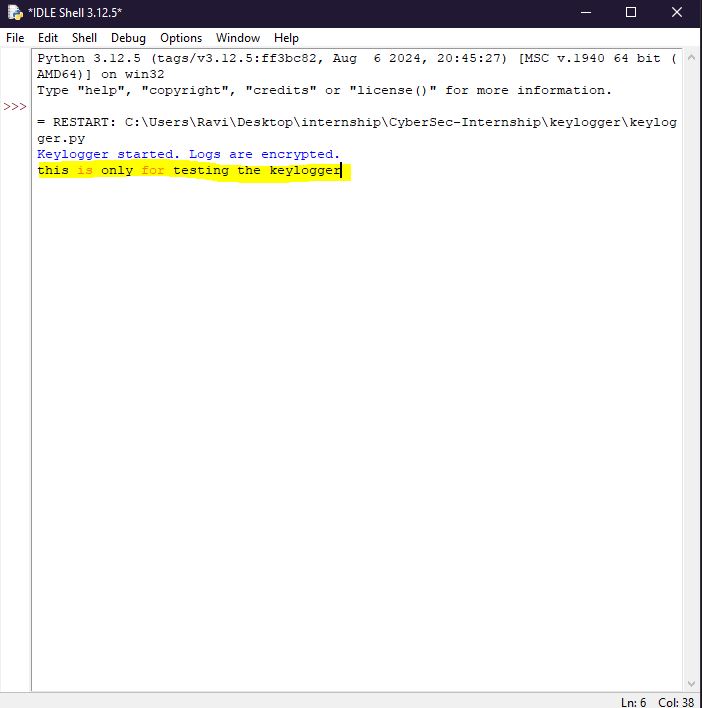 *IDLE Shell 3.12.5*
File Edit Shell Debug Options Window Help
Python 3.12.5 (tags/v3.12.5:ff3bc82, Aug  6 2024, 20:45:27) [MSC v.1940 64 bit (
AMD64)] on win32
Type "help", "copyright", "credits" or "license()" for more information.
>>>
= RESTART: C:\Users\Ravi\Desktop\internship\CyberSec-Internship\keylogger\keylog
ger.py
Keylogger started. Logs are encrypted.
this is only for testing the keylogger
Ln: 6 Col: 38